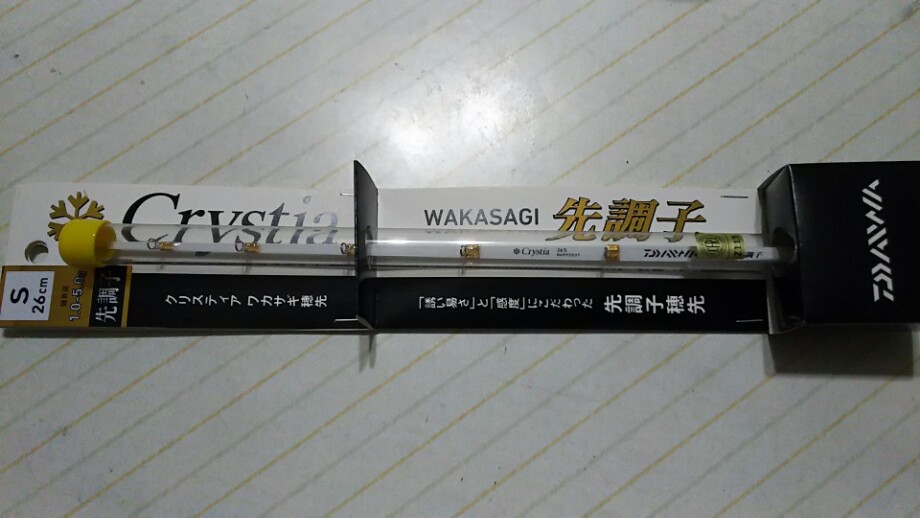 Crystia
WAKASAGI 先調子
Crystia
DAIWA
S
26cm
1.0-5.0g
先調子
クリスティア ワカサギ穂先
「誘い易さ」と「感度」にこだわった
先調子穂先
DAIWA